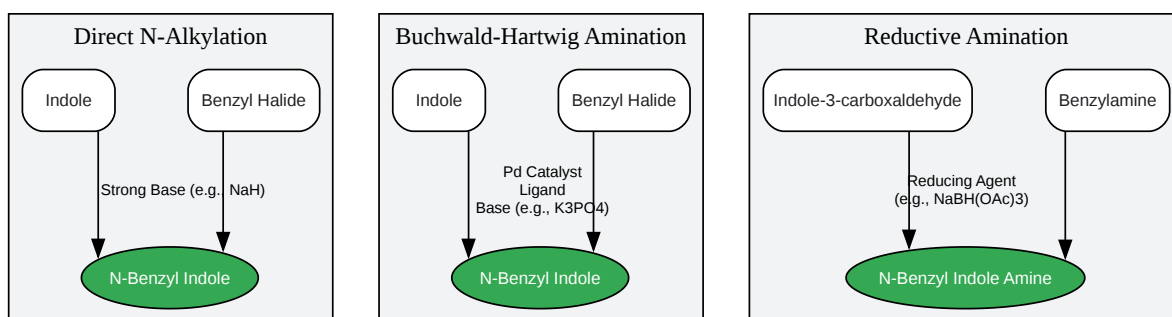 Direct N-Alkylation
Indole
Benzyl Halide
Strong Base (e.g., NaH)
N-Benzyl Indole
Buchwald-Hartwig Amination
Indole
Benzyl Halide
Pd Catalyst
Ligand
Base (e.g., K3PO4)
N-Benzyl Indole
Reductive Amination
Indole-3-carboxaldehyde
Benzylamine
Reducing Agent
(e.g., NaBH(OAc)3)
N-Benzyl Indole Amine